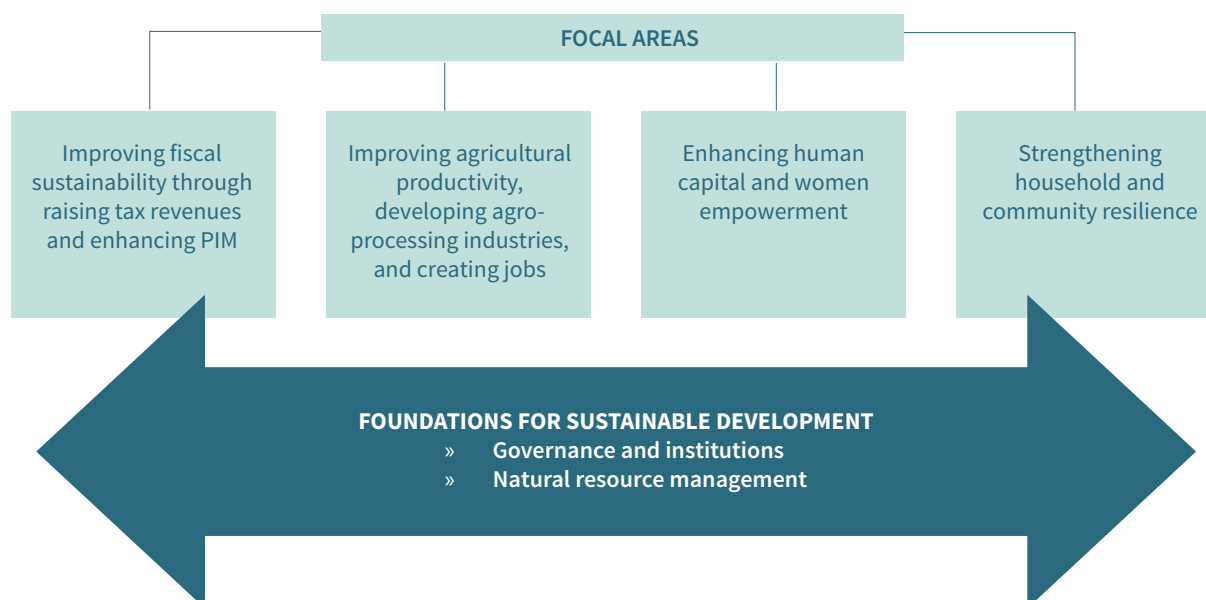 FOCAL AREAS
Improving fiscal
sustainability through
raising tax revenues
and enhancing PIM
Improving agricultural
productivity,
developing agro-
processing industries,
and creating jobs
Enhancing human
capital and women
empowerment
Strengthening
household and
community resilience
FOUNDATIONS FOR SUSTAINABLE DEVELOPMENT
» Governance and institutions
» Natural resource management